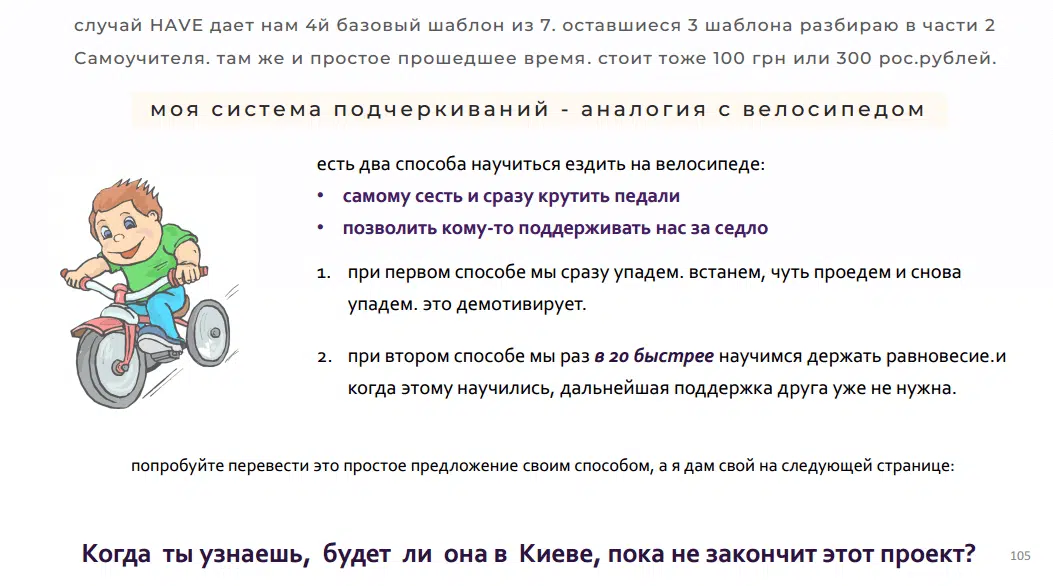 случай HAVE дает нам 4й базовый шаблон из 7. оставшиеся 3 шаблона разбираю в части 2
Самоучителя. там же и простое прошедшее время. стоит тоже 100 грн или 300 рос.рублей.
моя система подчеркиваний - аналогия с велосипедом
есть два способа научиться ездить на велосипеде:
• самому сесть и сразу крутить педали
• позволить кому-то поддерживать нас за седло
1. при первом способе мы сразу упадем. встанем, чуть проедем и снова
упадем. это демотивирует.
2. при втором способе мы раз в 20 быстрее научимся держать равновесие.и
когда этому научились, дальнейшая поддержка друга уже не нужна.
попробуйте перевести это простое предложение своим способом, а я дам свой на следующей странице:
Когда ты узнаешь, будет ли она в Киеве, пока не закончит этот проект?
105